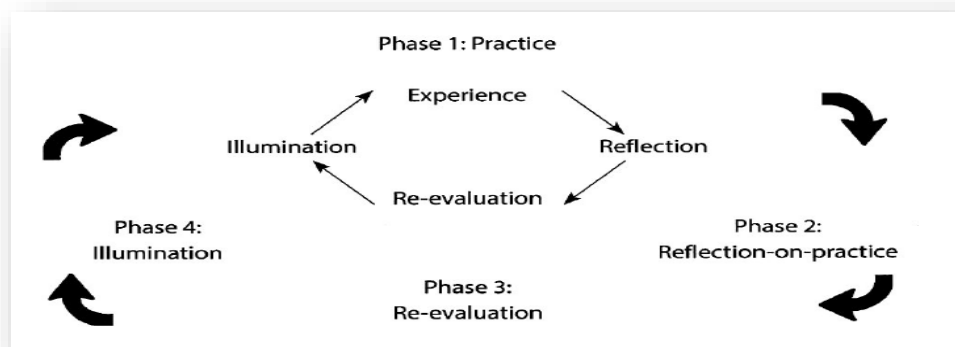 Phase 1: Practice
Experience
Illumination
Reflection
Re-evaluation
Phase 4:
Illumination
Phase 2:
Reflection-on-practice
Phase 3:
Re-evaluation